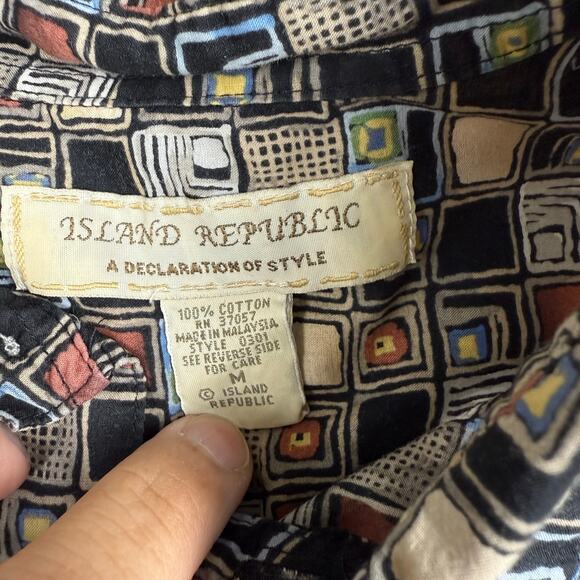 ISLAND REPUBLIC
A DECLARATION OF STYLE
100% COTTON
RN 37057
MADE IN MALAYSIA
STYLE 0301
SEE REVERSE SIDE
FOR CARE
M
© ISLAND
REPUBLIC